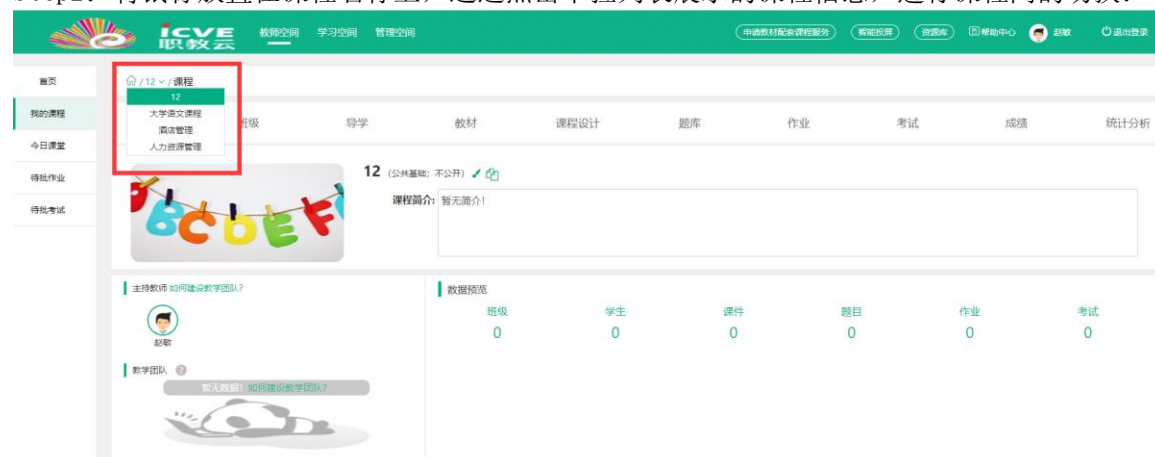 ICVE 职教云 教师空间 学习空间 管理空间 申请教材配套课程服务 智能投屏 资源库 帮助中心 赵敏 退出登录
首页
我的课程
今日课堂
待批作业
待批考试
/12 /课程
12
大学语文课程
酒店管理
人力资源管理
班级 导学 教材 课程设计 题库 作业 考试 成绩 统计分析
12 (公共基础; 不公开)
课程简介: 暂无简介!
BCDEF
主持教师 如何建设教学团队?
赵敏
教学团队
暂无数据! 如何建设教学团队?
数据预览
班级 学生 课件 题目 作业 考试
0 0 0 0 0 0